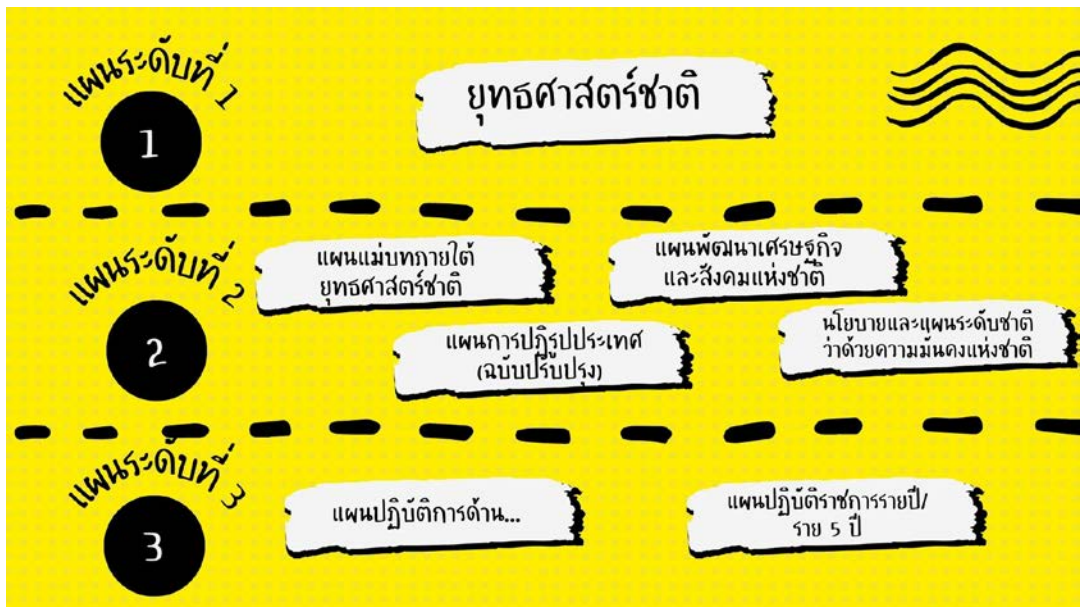 แผนระดับที่ 1
1
ยุทธศาสตร์ชาติ
แผนระดับที่ 2
2
แผนแม่บทภายใต้
ยุทธศาสตร์ชาติ
แผนพัฒนาเศรษฐกิจ
และสังคมแห่งชาติ
แผนการปฏิรูปประเทศ
(ฉบับปรับปรุง)
นโยบายและแผนระดับชาติ
ว่าด้วยความมั่นคงแห่งชาติ
แผนระดับที่ 3
3
แผนปฏิบัติการด้าน...
แผนปฏิบัติราชการรายปี/
ราย 5 ปี